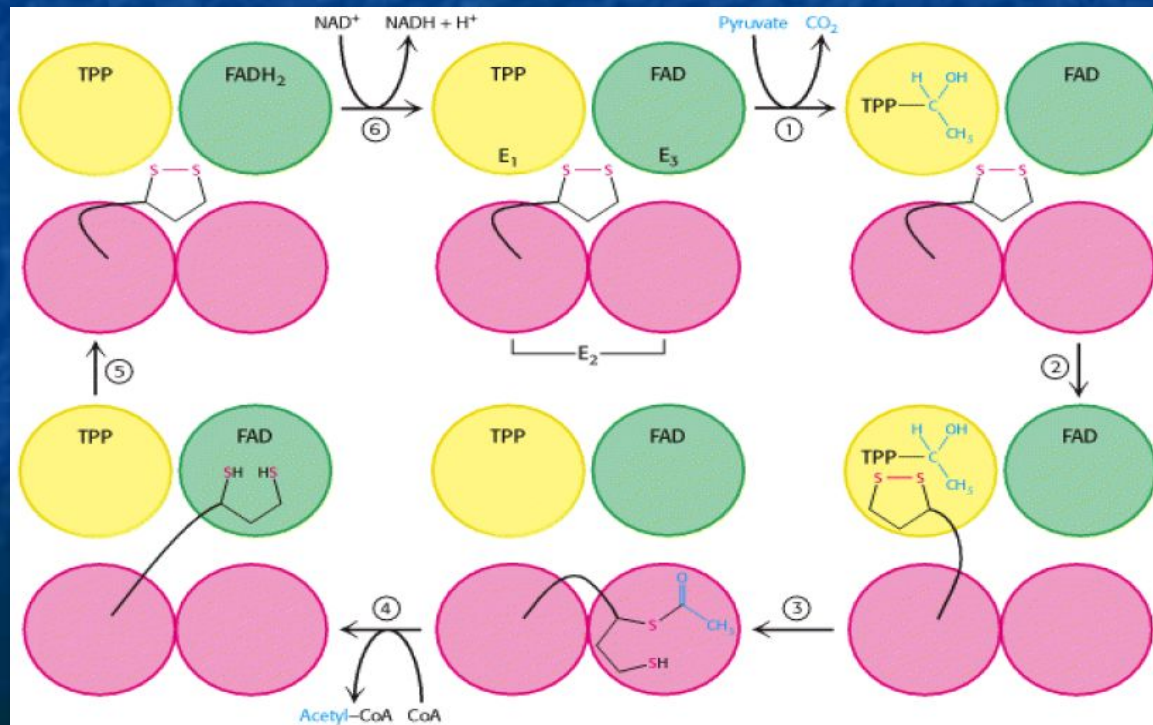 NAD⁺ NADH + H⁺
Pyruvate CO₂
TPP
FADH₂
⑥
TPP
FAD
E₁
E₃
①
H OH
TPP—C
CH₃
FAD
S—S
S—S
S—S
E₂
⑤
②
TPP
FAD
SH HS
TPP
FAD
O
S
CH₃
SH
H OH
TPP—C
CH₃
S—S
FAD
④
③
Acetyl–CoA CoA